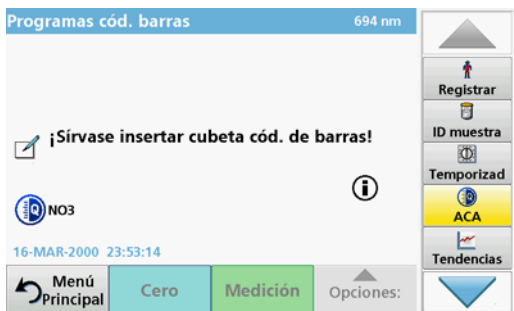 Programas cód. barras
694 nm
¡Sírvase insertar cubeta cód. de barras!
NO3
16-MAR-2000 23:53:14
Menú Principal
Cero
Medición
Opciones:
Registrar
ID muestra
Temporizad
ACA
Tendencias